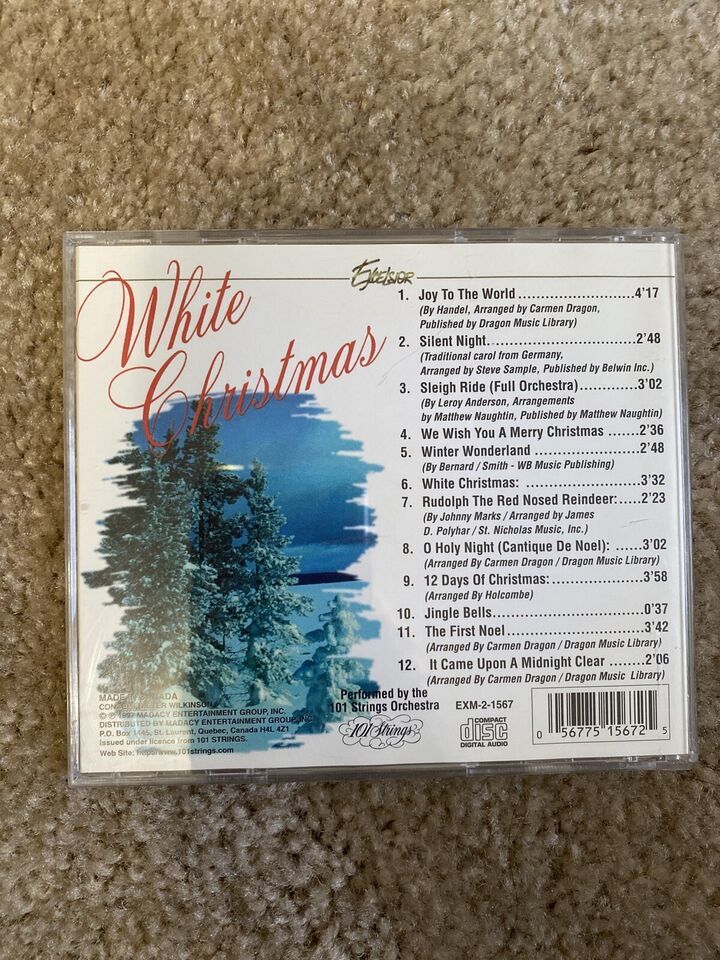 White
Christmas
EXCELSIOR
1. Joy To The World ........................4'17
(By Handel, Arranged by Carmen Dragon,
Published by Dragon Music Library)
2. Silent Night..............................2'48
(Traditional carol from Germany,
Arranged by Steve Sample, Published by Belwin Inc.)
3. Sleigh Ride (Full Orchestra)..............3'02
(By Leroy Anderson, Arrangements
by Matthew Naughtin, Published by Matthew Naughtin)
4. We Wish You A Merry Christmas .......2'36
5. Winter Wonderland ......................2'48
(By Bernard / Smith - WB Music Publishing)
6. White Christmas: 3'32
7. Rudolph The Red Nosed Reindeer:.....2'23
(By Johnny Marks / Arranged by James
D. Polyhar / St. Nicholas Music, Inc.)
8. O Holy Night (Cantique De Noel): ......3'02
(Arranged By Carmen Dragon / Dragon Music Library)
9. 12 Days Of Christmas:...................3'58
(Arranged By Holcombe)
10. Jingle Bells.............................0'37
11. The First Noel...........................3'42
(Arranged By Carmen Dragon / Dragon Music Library)
12. It Came Upon A Midnight Clear ........2'06
(Arranged By Carmen Dragon / Dragon Music Library)
MADE CANADA
WILKINSON
© ℗ 1997 MADACY ENTERTAINMENT GROUP, INC.
DISTRIBUTED BY MADACY ENTERTAINMENT GROUP, INC.
P.O. Box 1445, St. Laurent, Quebec, Canada H4L 4Z1
Issued under licence from 101 STRINGS.
Web Site: http/www.101strings.com
Performed by the
101 Strings Orchestra
101 Strings
EXM-2-1567
COMPACT
disc
DIGITAL AUDIO
0 56775 15672 5